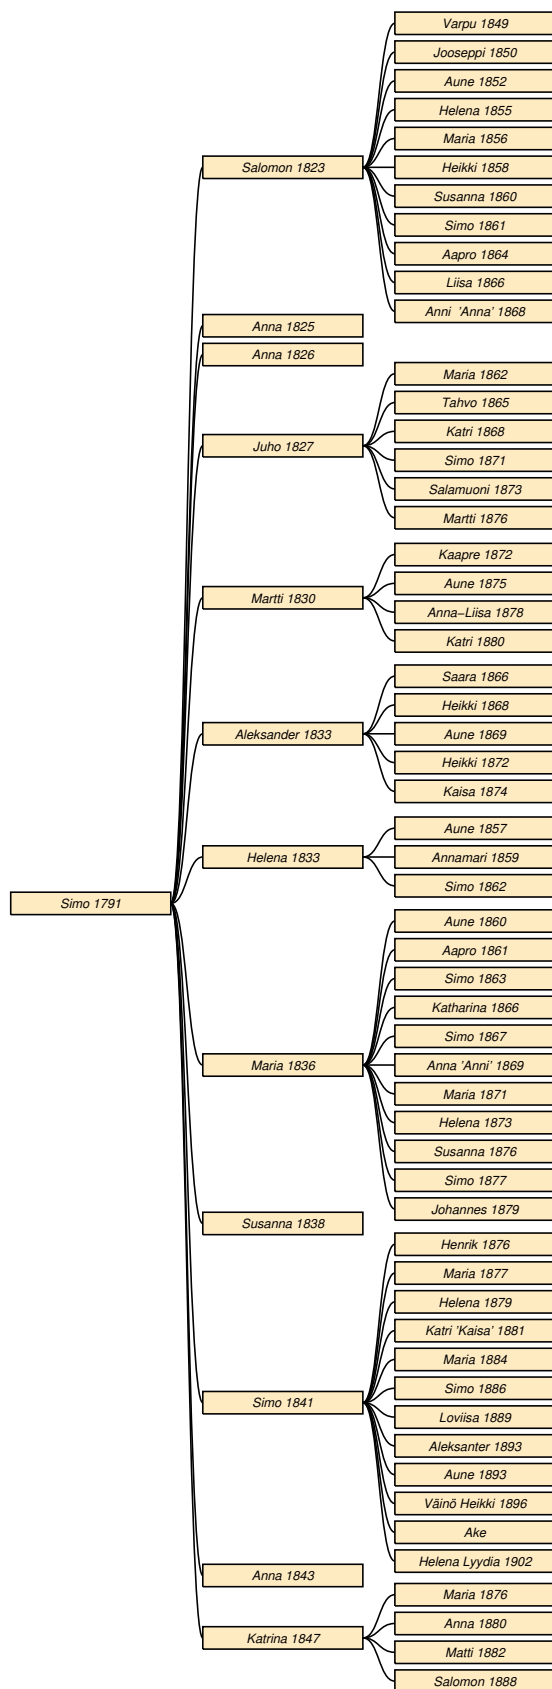 Simo 1791
Salomon 1823
Varpu 1849
Jooseppi 1850
Aune 1852
Helena 1855
Maria 1856
Heikki 1858
Susanna 1860
Simo 1861
Aapro 1864
Liisa 1866
Anni 'Anna' 1868
Anna 1825
Anna 1826
Juho 1827
Maria 1862
Tahvo 1865
Katri 1868
Simo 1871
Salamuoni 1873
Martti 1876
Martti 1830
Kaapre 1872
Aune 1875
Anna−Liisa 1878
Katri 1880
Aleksander 1833
Saara 1866
Heikki 1868
Aune 1869
Heikki 1872
Kaisa 1874
Helena 1833
Aune 1857
Annamari 1859
Simo 1862
Maria 1836
Aune 1860
Aapro 1861
Simo 1863
Katharina 1866
Simo 1867
Anna 'Anni' 1869
Maria 1871
Helena 1873
Susanna 1876
Simo 1877
Johannes 1879
Susanna 1838
Simo 1841
Henrik 1876
Maria 1877
Helena 1879
Katri 'Kaisa' 1881
Maria 1884
Simo 1886
Loviisa 1889
Aleksanter 1893
Aune 1893
Väinö Heikki 1896
Ake
Helena Lyydia 1902
Anna 1843
Katrina 1847
Maria 1876
Anna 1880
Matti 1882
Salomon 1888